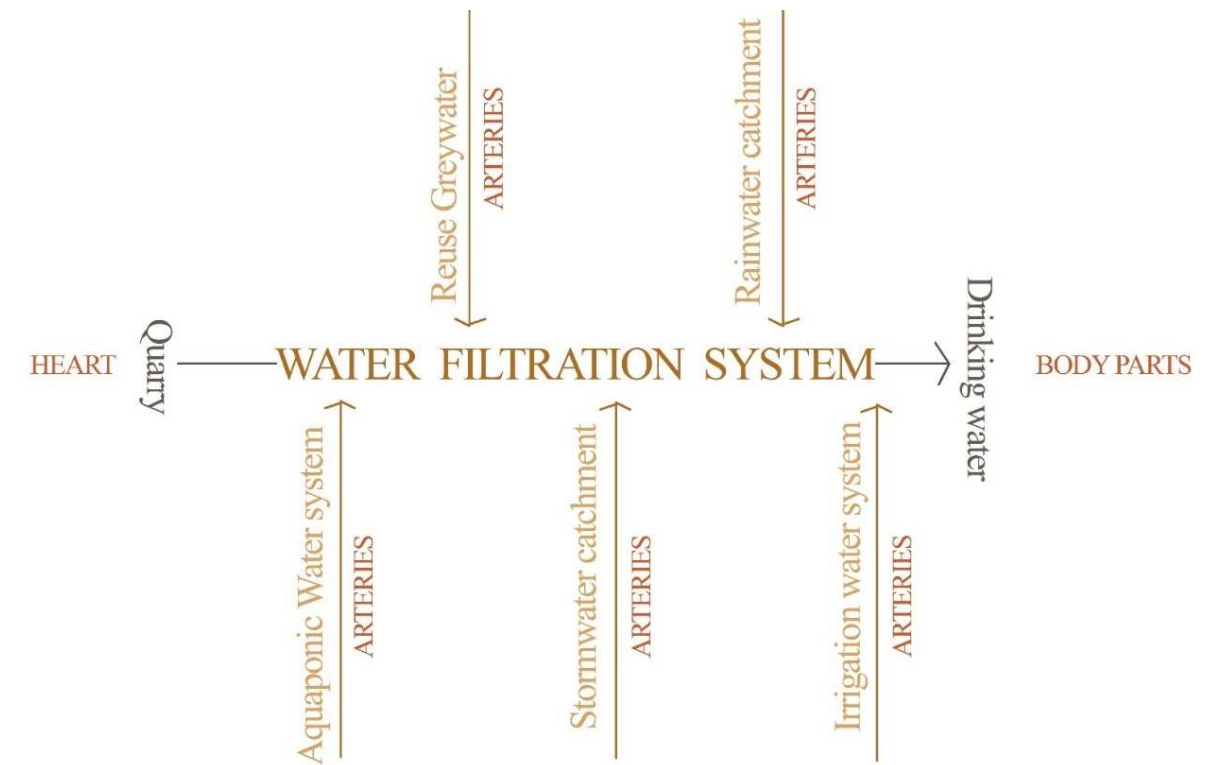 Reuse Greywater
ARTERIES
Rainwater catchment
ARTERIES
HEART
Quarry
WATER FILTRATION SYSTEM
Drinking water
BODY PARTS
Aquaponic Water system
ARTERIES
Stormwater catchment
ARTERIES
Irrigation water system
ARTERIES